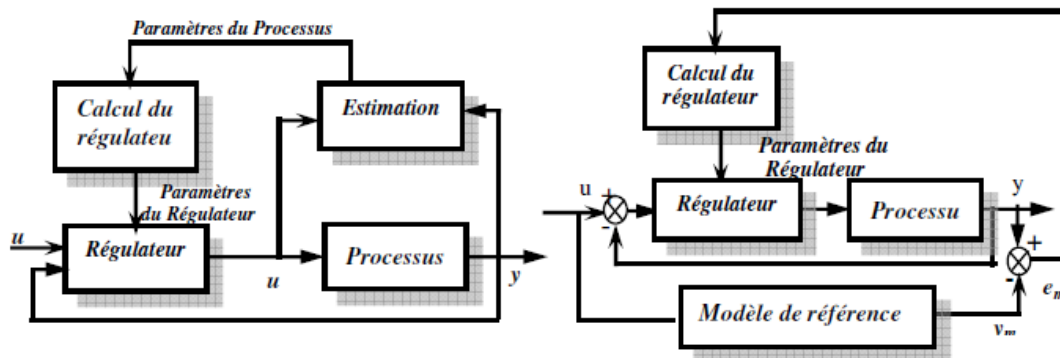 Paramètres du Processus
Calcul du
régulateu
Estimation
Paramètres
du Régulateur
u
Régulateur
u
Processus
y
Calcul du
régulateur
Paramètres du
Régulateur
u
+
-
Régulateur
Processu
y
+
-
Modèle de référence
y_m
e_n